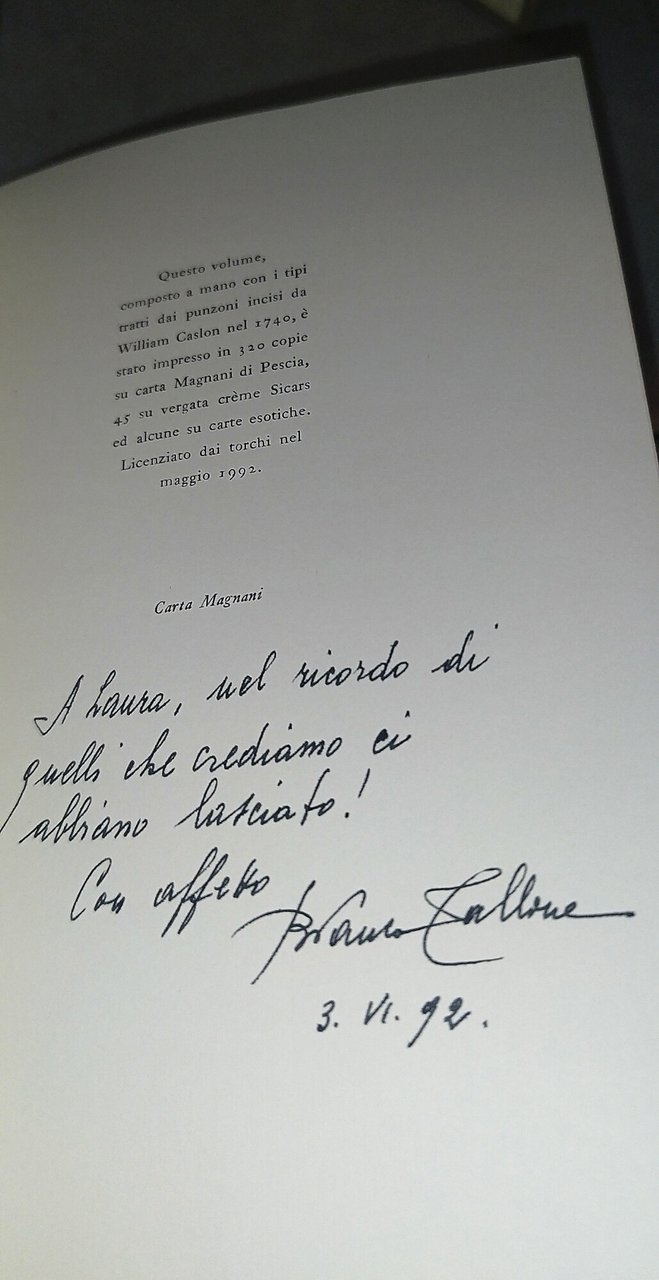 Questo volume,
composto a mano con i tipi
tratti dai punzoni incisi da
William Caslon nel 1740, è
stato impresso in 320 copie
su carta Magnani di Pescia,
45 su vergata crème Sicars
ed alcune su carte esotiche.
Licenziato dai torchi nel
maggio 1992.
Carta Magnani
A Laura, nel ricordo di
quelli che crediamo ci
abbiano lasciato!
Con affetto
Bianca Tallone
3. VI. 92.